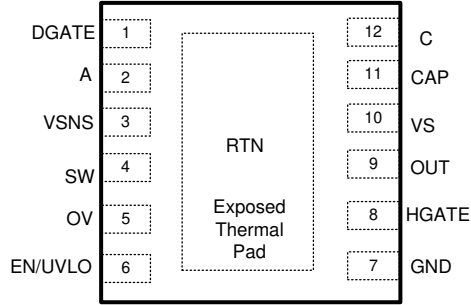 DGATE 1 12 C
A 2 11 CAP
VSNS 3 10 VS
RTN
SW 4 9 OUT
OV 5 Exposed 8 HGATE
Thermal
Pad
EN/UVLO 6 7 GND